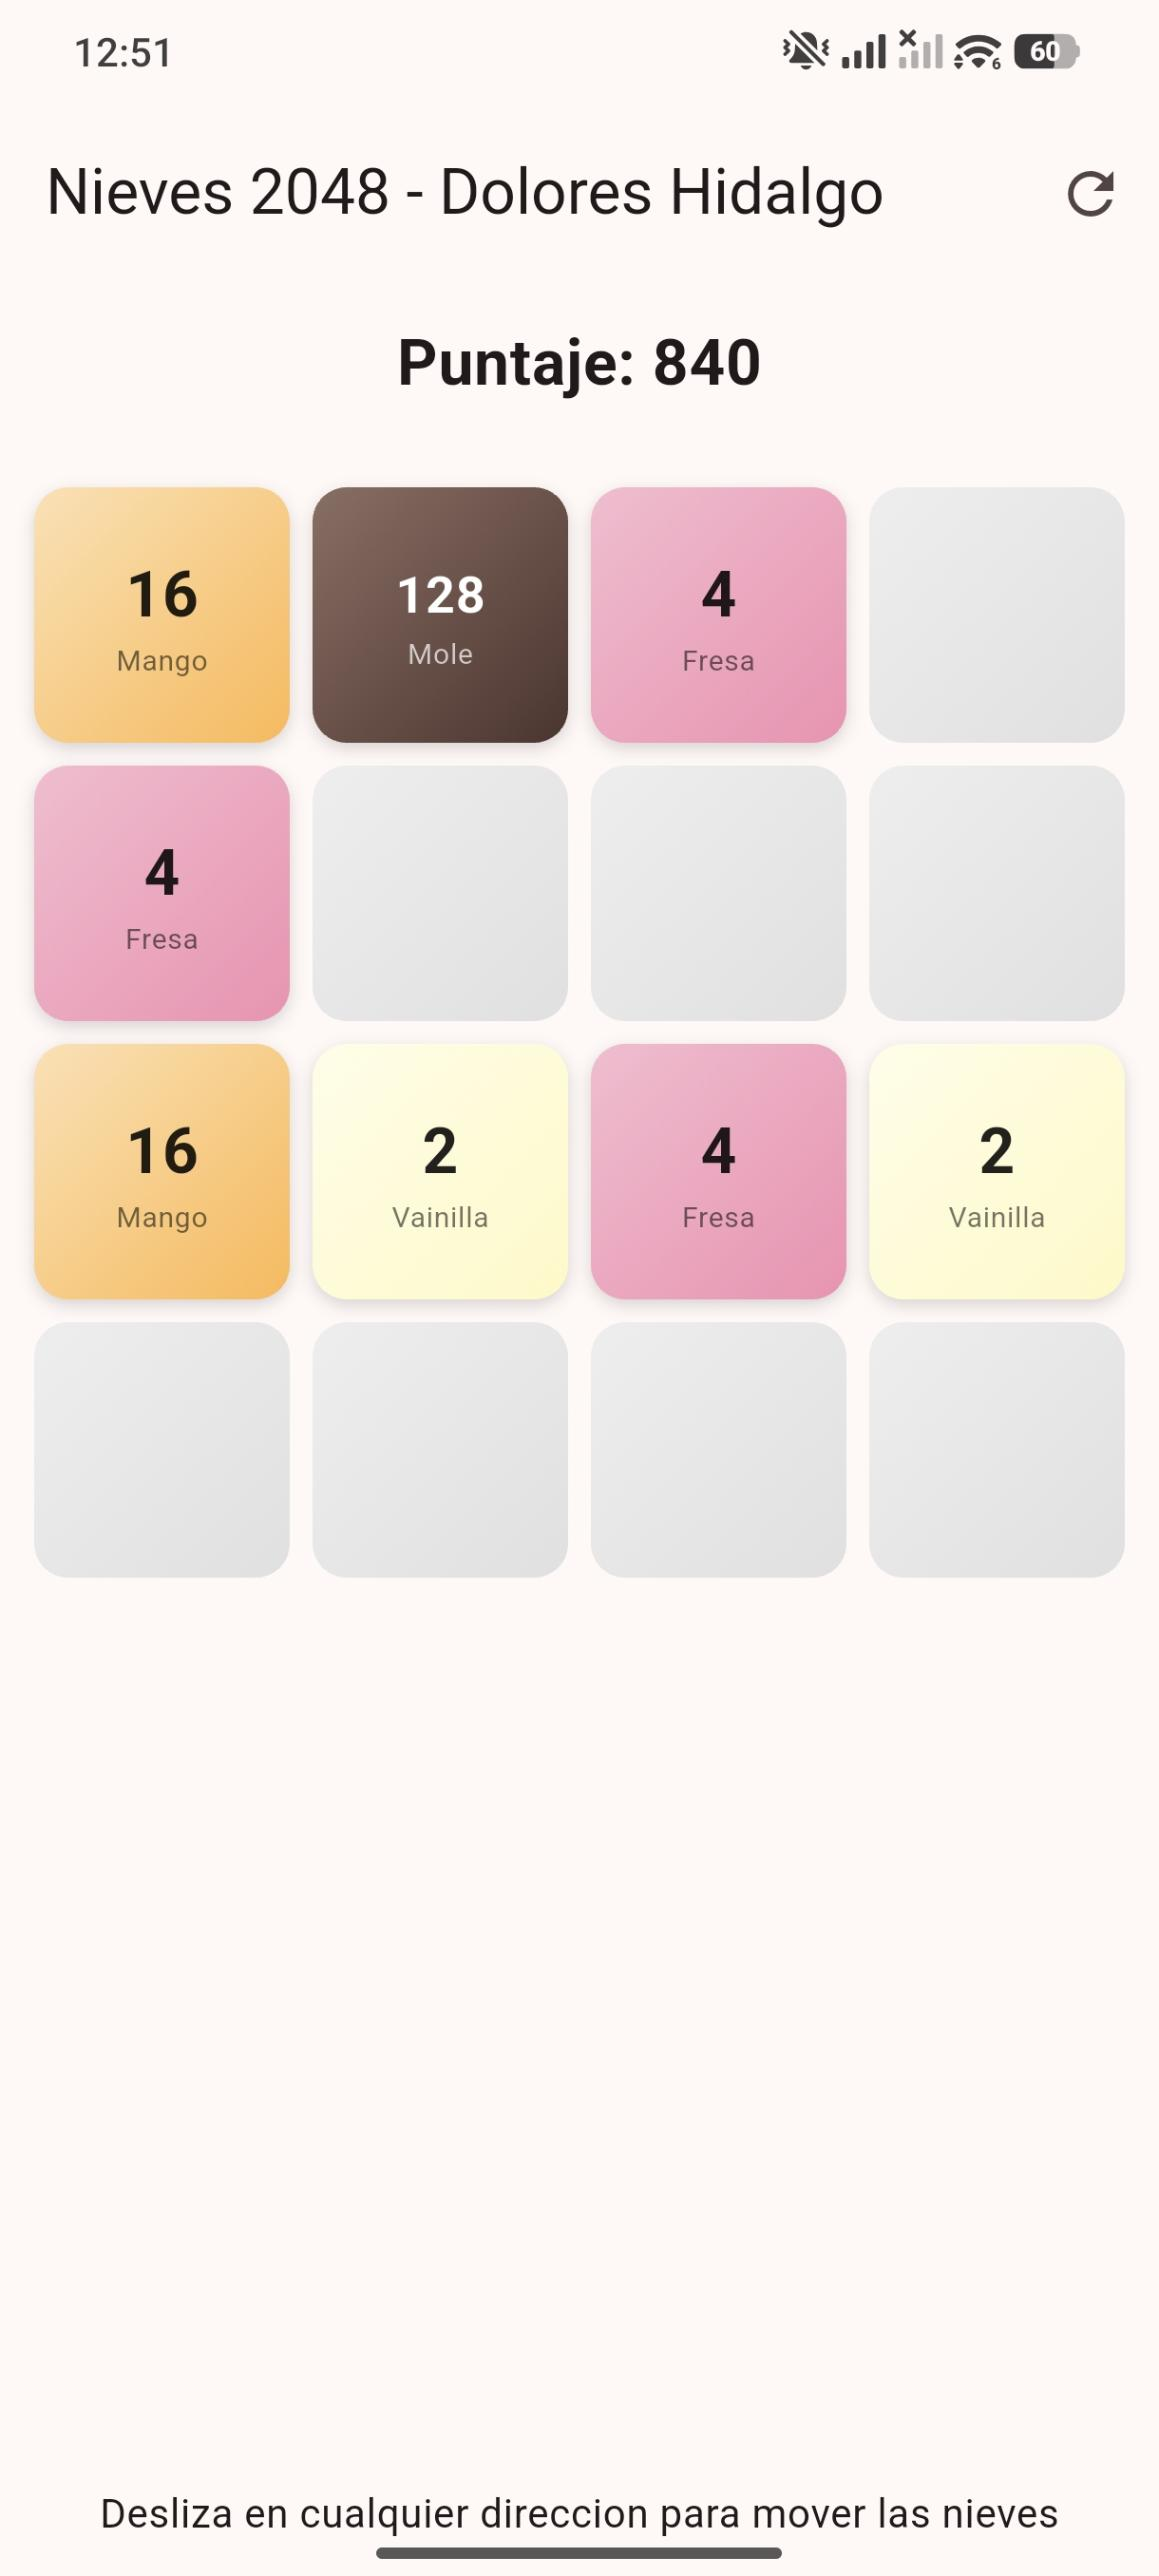 12:51
6
60
Nieves 2048 - Dolores Hidalgo
Puntaje: 840
16 128 4
Mango Mole Fresa
4
Fresa
16 2 4 2
Mango Vainilla Fresa Vainilla
Desliza en cualquier direccion para mover las nieves